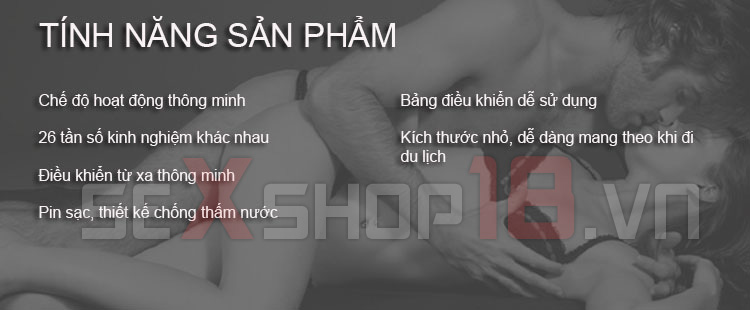 TÍNH NĂNG SẢN PHẨM
Chế độ hoạt động thông minh
26 tần số kinh nghiệm khác nhau
Điều khiển từ xa thông minh
Pin sạc, thiết kế chống thấm nước
Bảng điều khiển dễ sử dụng
Kích thước nhỏ, dễ dàng mang theo khi đi
du lịch
seXshop18.vn